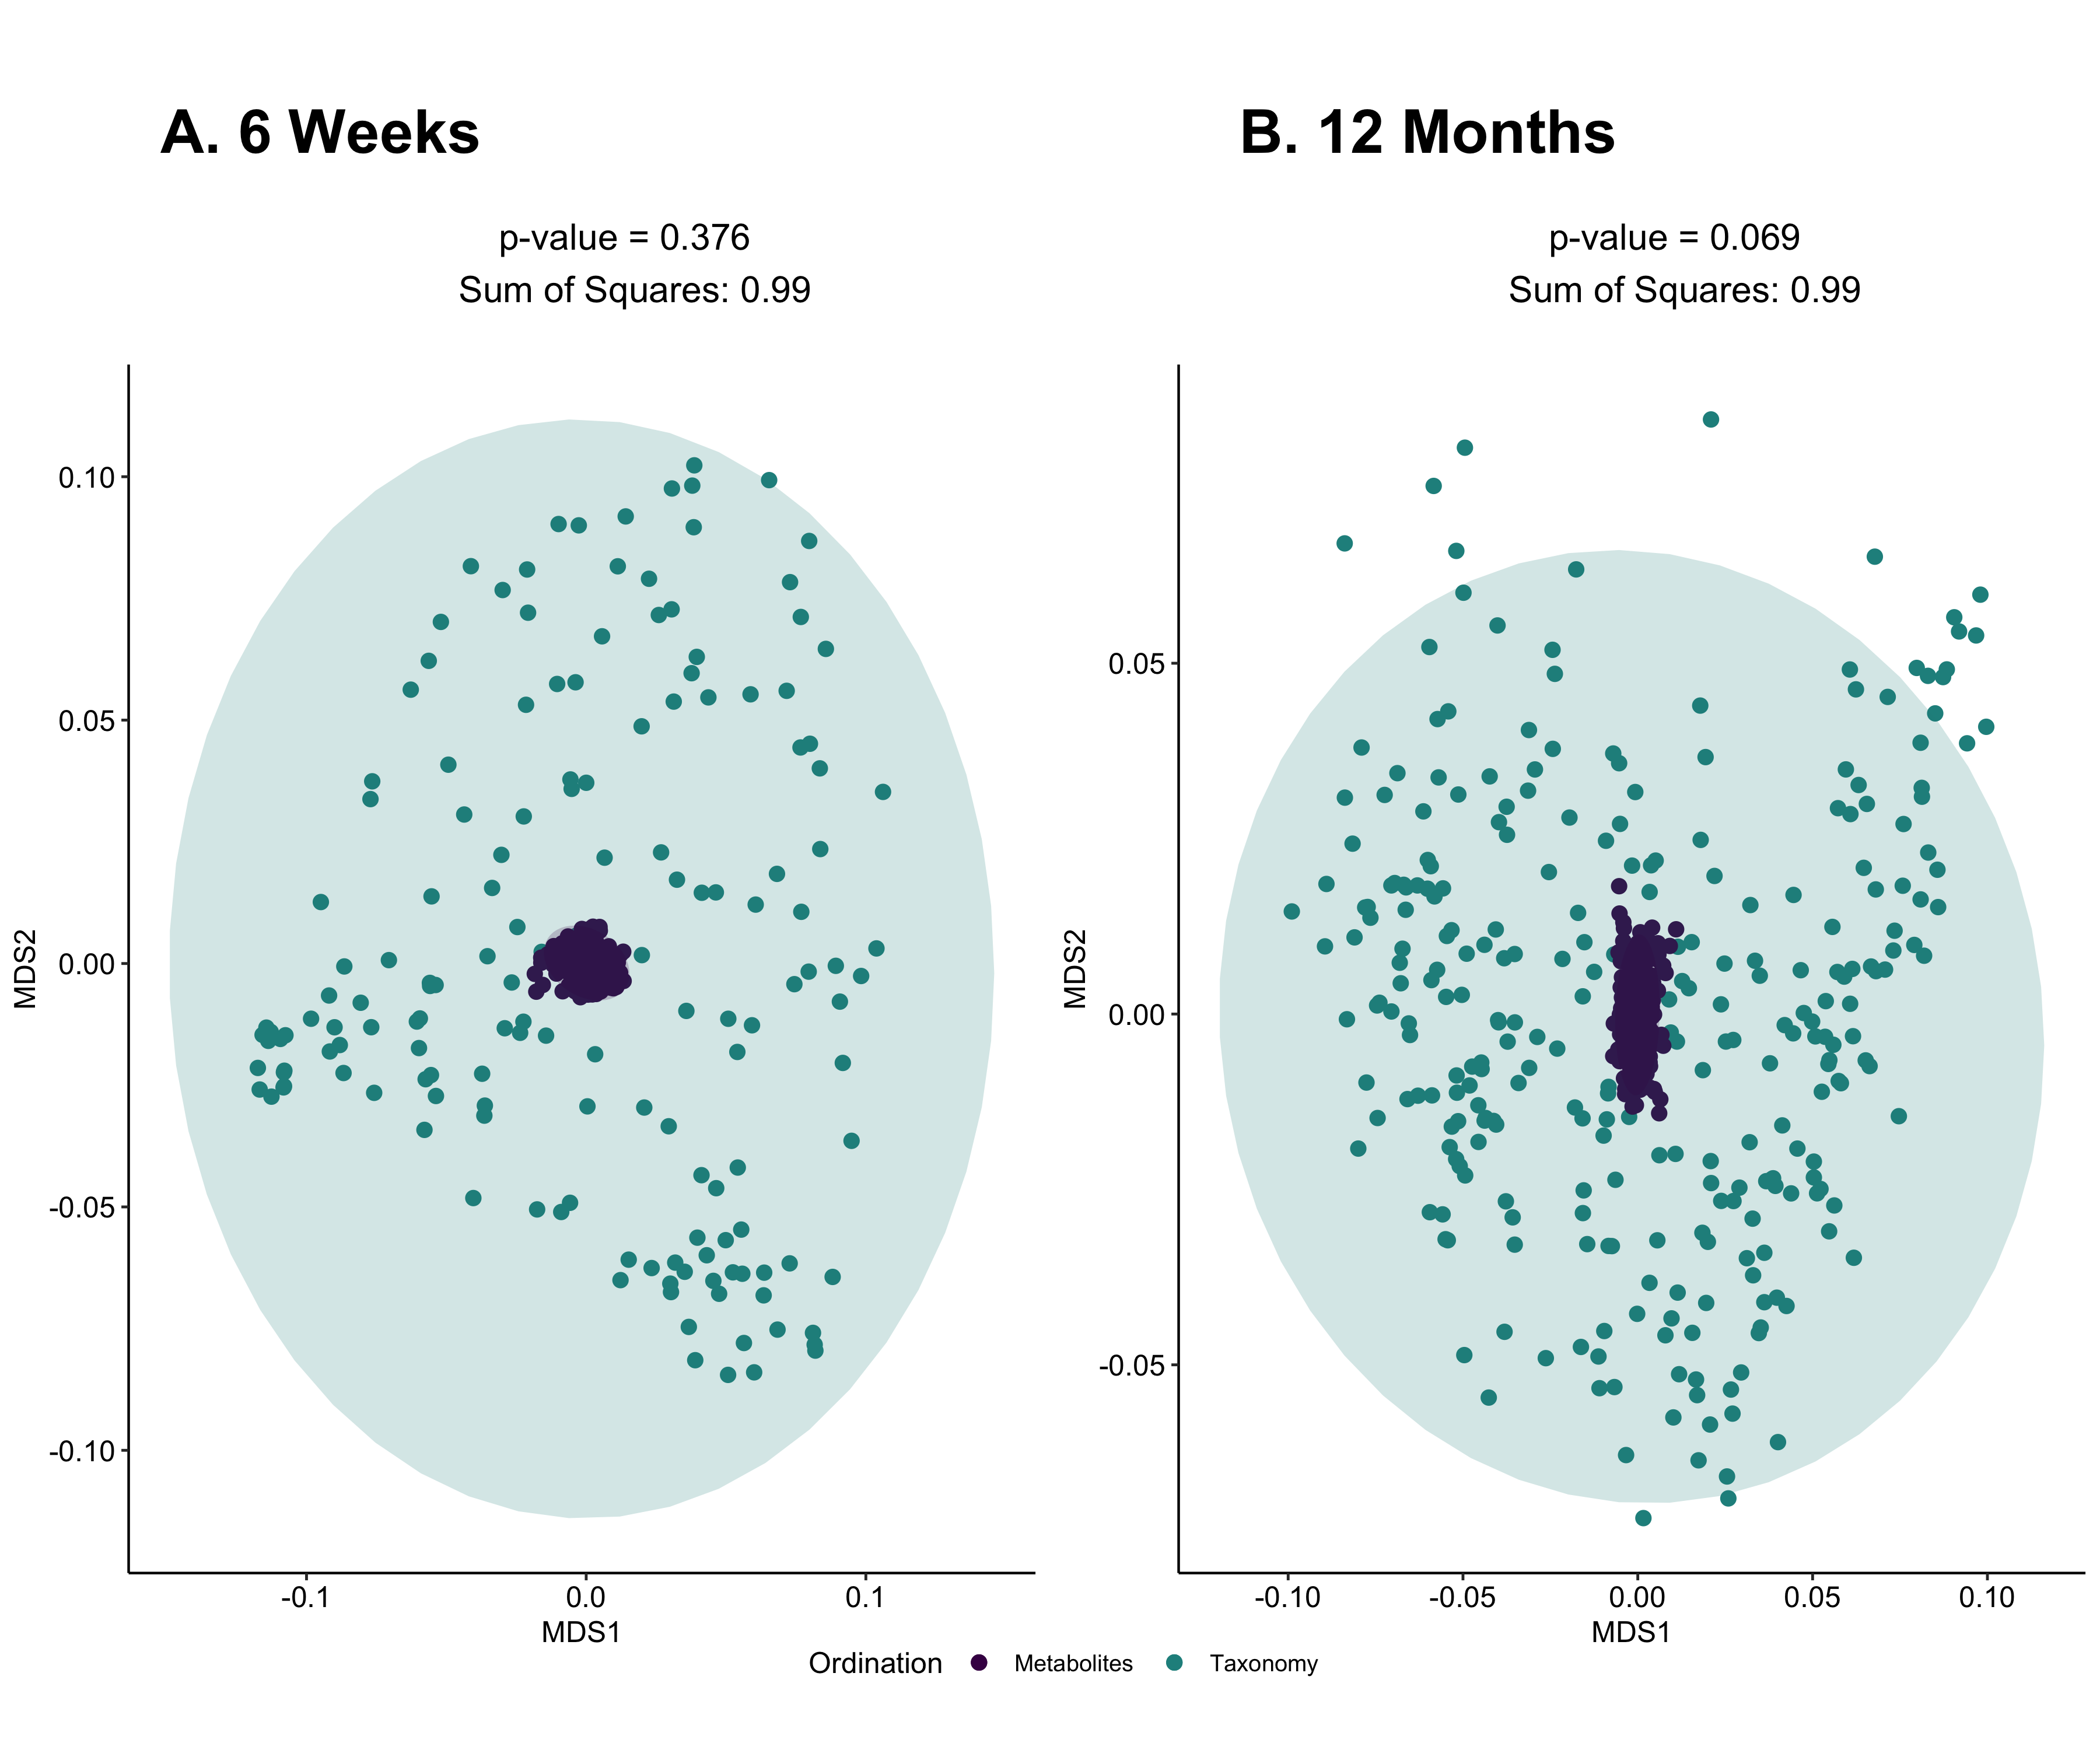 A. 6 Weeks
p-value = 0.376
Sum of Squares: 0.99
0.10
0.05
0.00
-0.05
-0.10
MDS2
-0.1 0.0 0.1
MDS1
B. 12 Months
p-value = 0.069
Sum of Squares: 0.99
0.05
0.00
-0.05
MDS2
-0.10 -0.05 0.00 0.05 0.10
MDS1
Ordination Metabolites Taxonomy